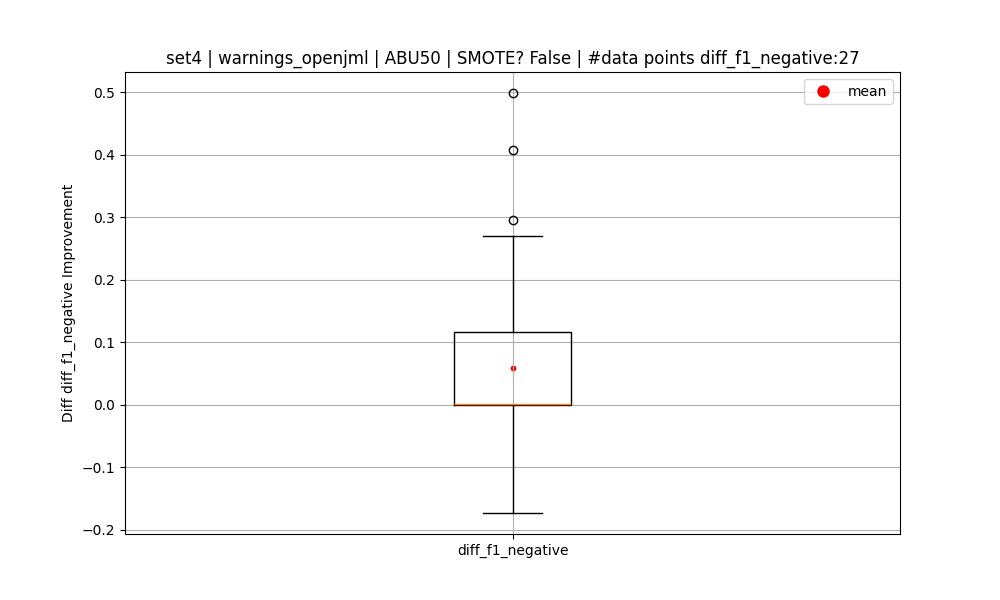 set4 | warnings_openjml | ABU50 | SMOTE? False | #data points diff_f1_negative:27
mean
0.5
0.4
0.3
0.2
0.1
0.0
−0.1
−0.2
Diff diff_f1_negative Improvement
diff_f1_negative